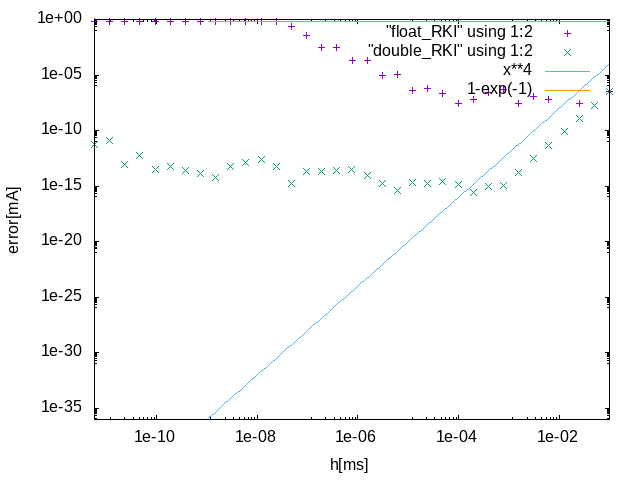 1e+00
1e-05
1e-10
1e-15
1e-20
1e-25
1e-30
1e-35
1e-10
1e-08
1e-06
1e-04
1e-02
error[mA]
h[ms]
"float_RKI" using 1:2
"double_RKI" using 1:2
x**4
1-exp(-1)